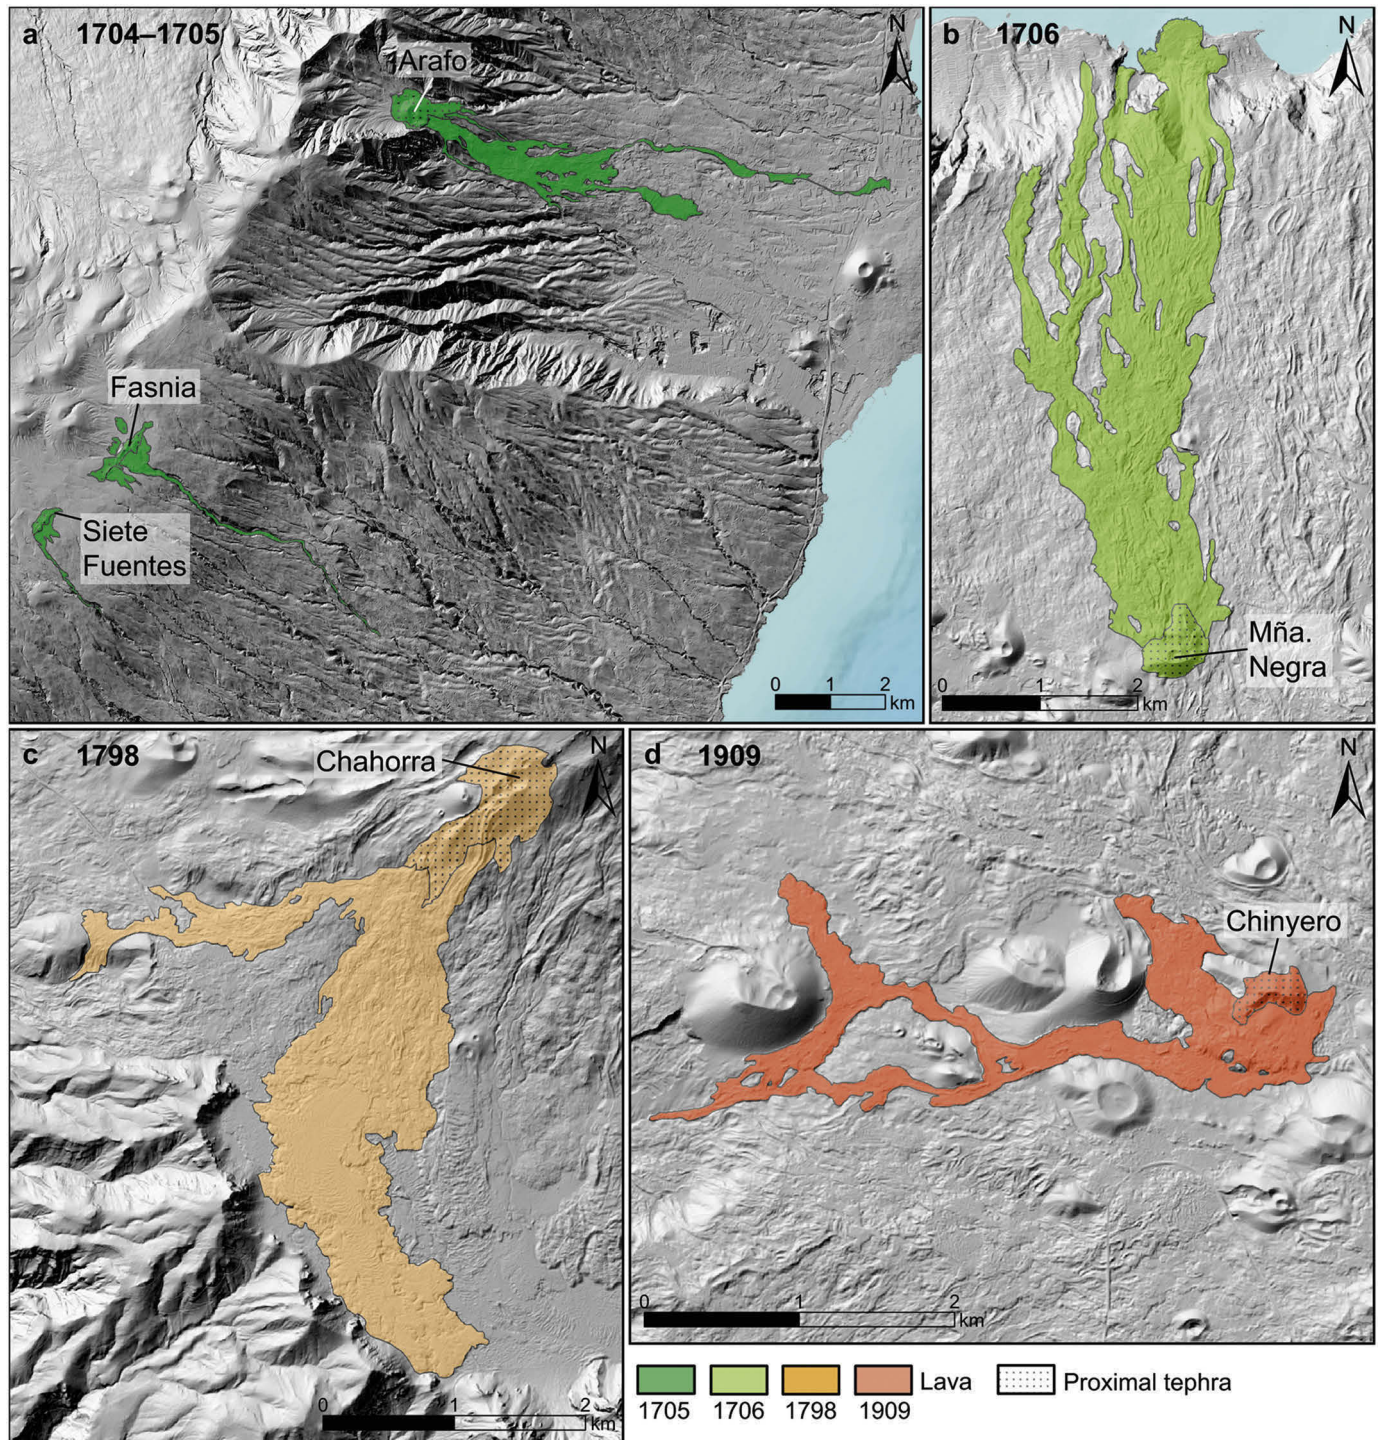 a 1704–1705
N
Arafo
Fasnia
Siete
Fuentes
0 1 2
km
b 1706
N
Mña.
Negra
0 1 2
km
c 1798
N
Chahorra
0 1 2
km
d 1909
N
Chinyero
0 1 2
km
Lava
Proximal tephra
1705 1706 1798 1909